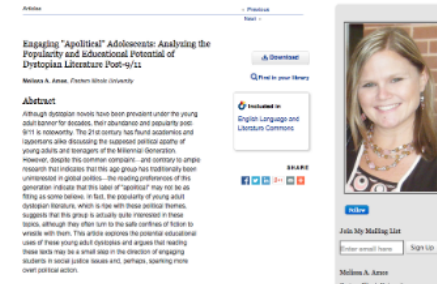 Articles
< Previous
Next >
Engaging "Apolitical" Adolescents: Analyzing the
Popularity and Educational Potential of
Dystopian Literature Post-9/11
Melissa A. Ames, Eastern Illinois University
Download
Find in your library
Abstract
Although dystopian novels have been prevalent under the young
adult banner for decades, their abundance and popularity post-
9/11 is noteworthy. The 21st century has found academics and
laypersons alike discussing the supposed political apathy of
young adults and teenagers of the Millennial Generation.
However, despite this common complaint—and contrary to ample
research that indicates that this age group has traditionally been
uninterested in global politics—the reading preferences of this
generation indicate that this label of "apolitical" may not be as
fitting as some believe. In fact, the popularity of young adult
dystopian literature, which is ripe with these political themes,
suggests that this group is actually quite interested in these
topics, although they often turn to the safe confines of fiction to
wrestle with them. This article explores the potential educational
uses of these young adult dystopias and argues that reading
these texts may be a small step in the direction of engaging
students in social justice issues and, perhaps, sparking more
overt political action.
Included in
English Language and
Literature Commons
SHARE
Follow
Join My Mailing List
Enter email here
Sign Up
Melissa A. Ames